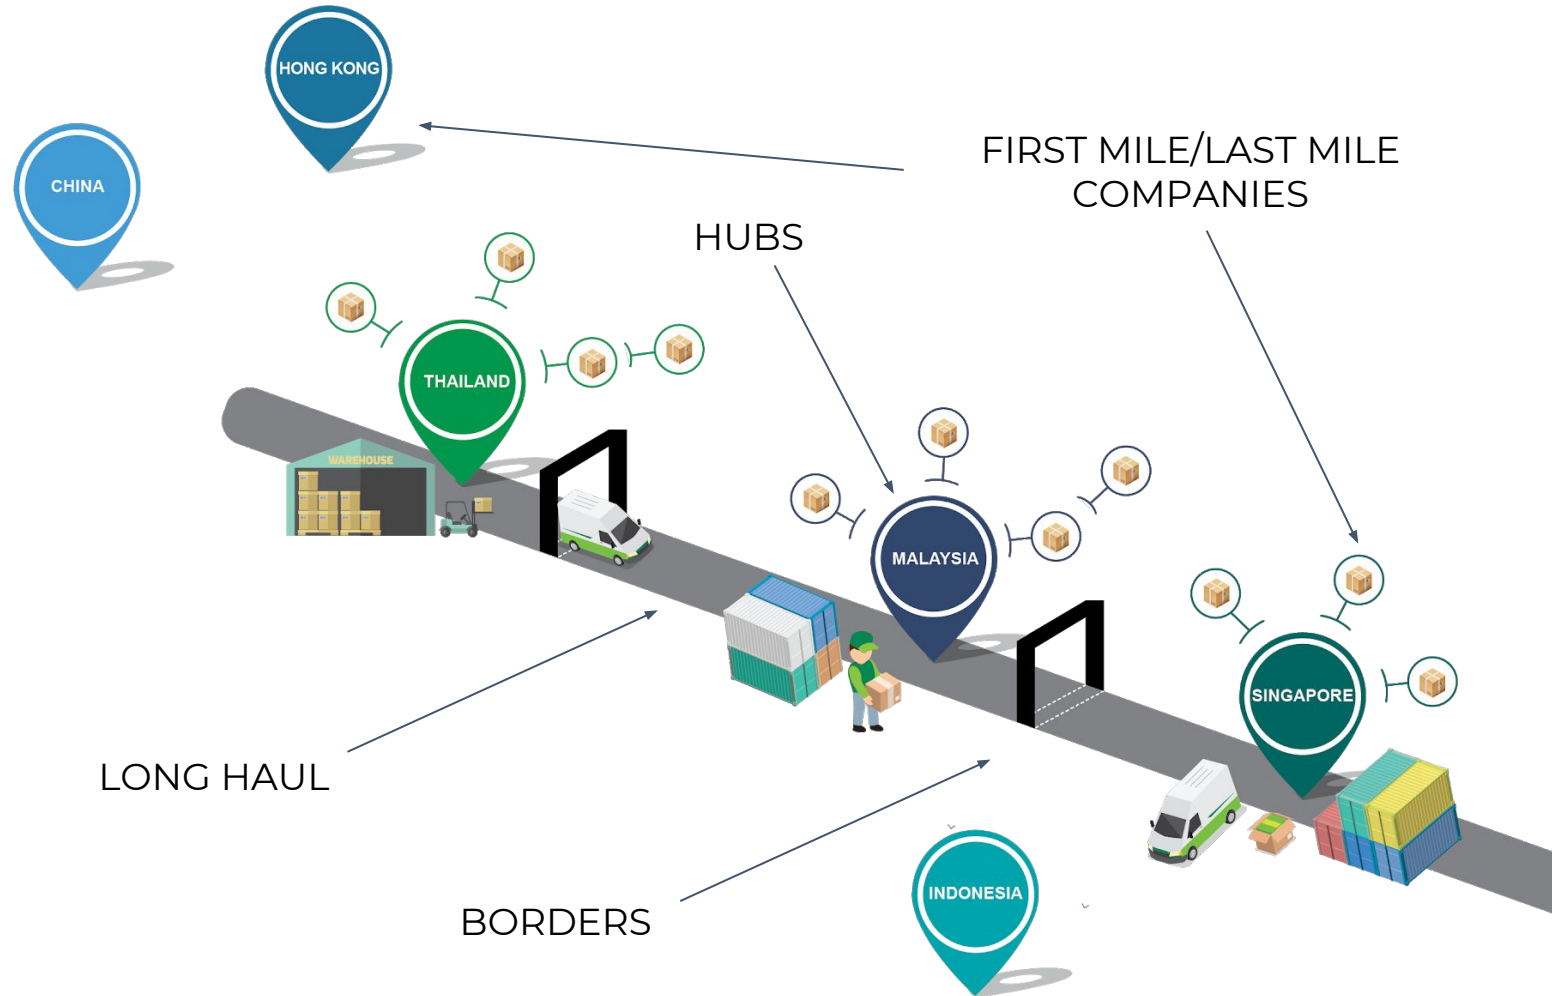 HONG KONG
FIRST MILE/LAST MILE
COMPANIES
CHINA
HUBS
THAILAND
WAREHOUSE
MALAYSIA
SINGAPORE
LONG HAUL
INDONESIA
BORDERS